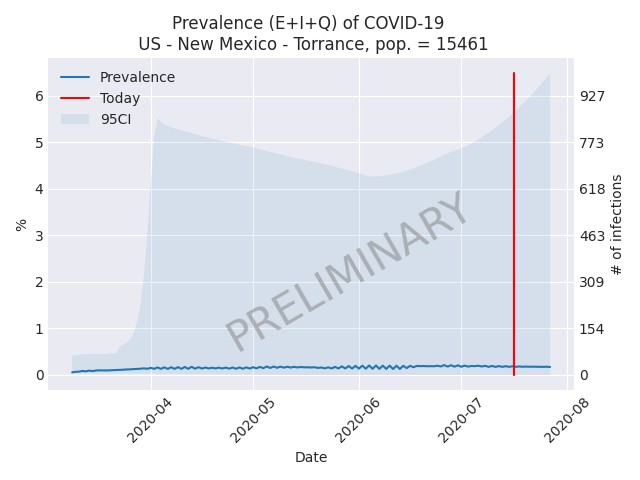 Prevalence (E+I+Q) of COVID-19
US - New Mexico - Torrance, pop. = 15461
Prevalence
Today
95CI
%
6
5
4
3
2
1
0
927
773
618
463
309
154
0
# of infections
PRELIMINARY
2020-04
2020-05
2020-06
2020-07
2020-08
Date